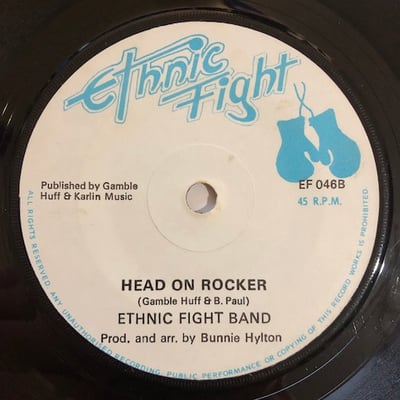 Ethnic
Fight
Published by Gamble
Huff & Karlin Music
EF 046B
45 R.P.M.
HEAD ON ROCKER
(Gamble Huff & B. Paul)
ETHNIC FIGHT BAND
Prod. and arr. by Bunnie Hylton
ALL RIGHTS RESERVED. ANY UNAUTHORISED RECORDING, PUBLIC PERFORMANCE OR COPYING OF THIS RECORD WORKS IS PROHIBITED.